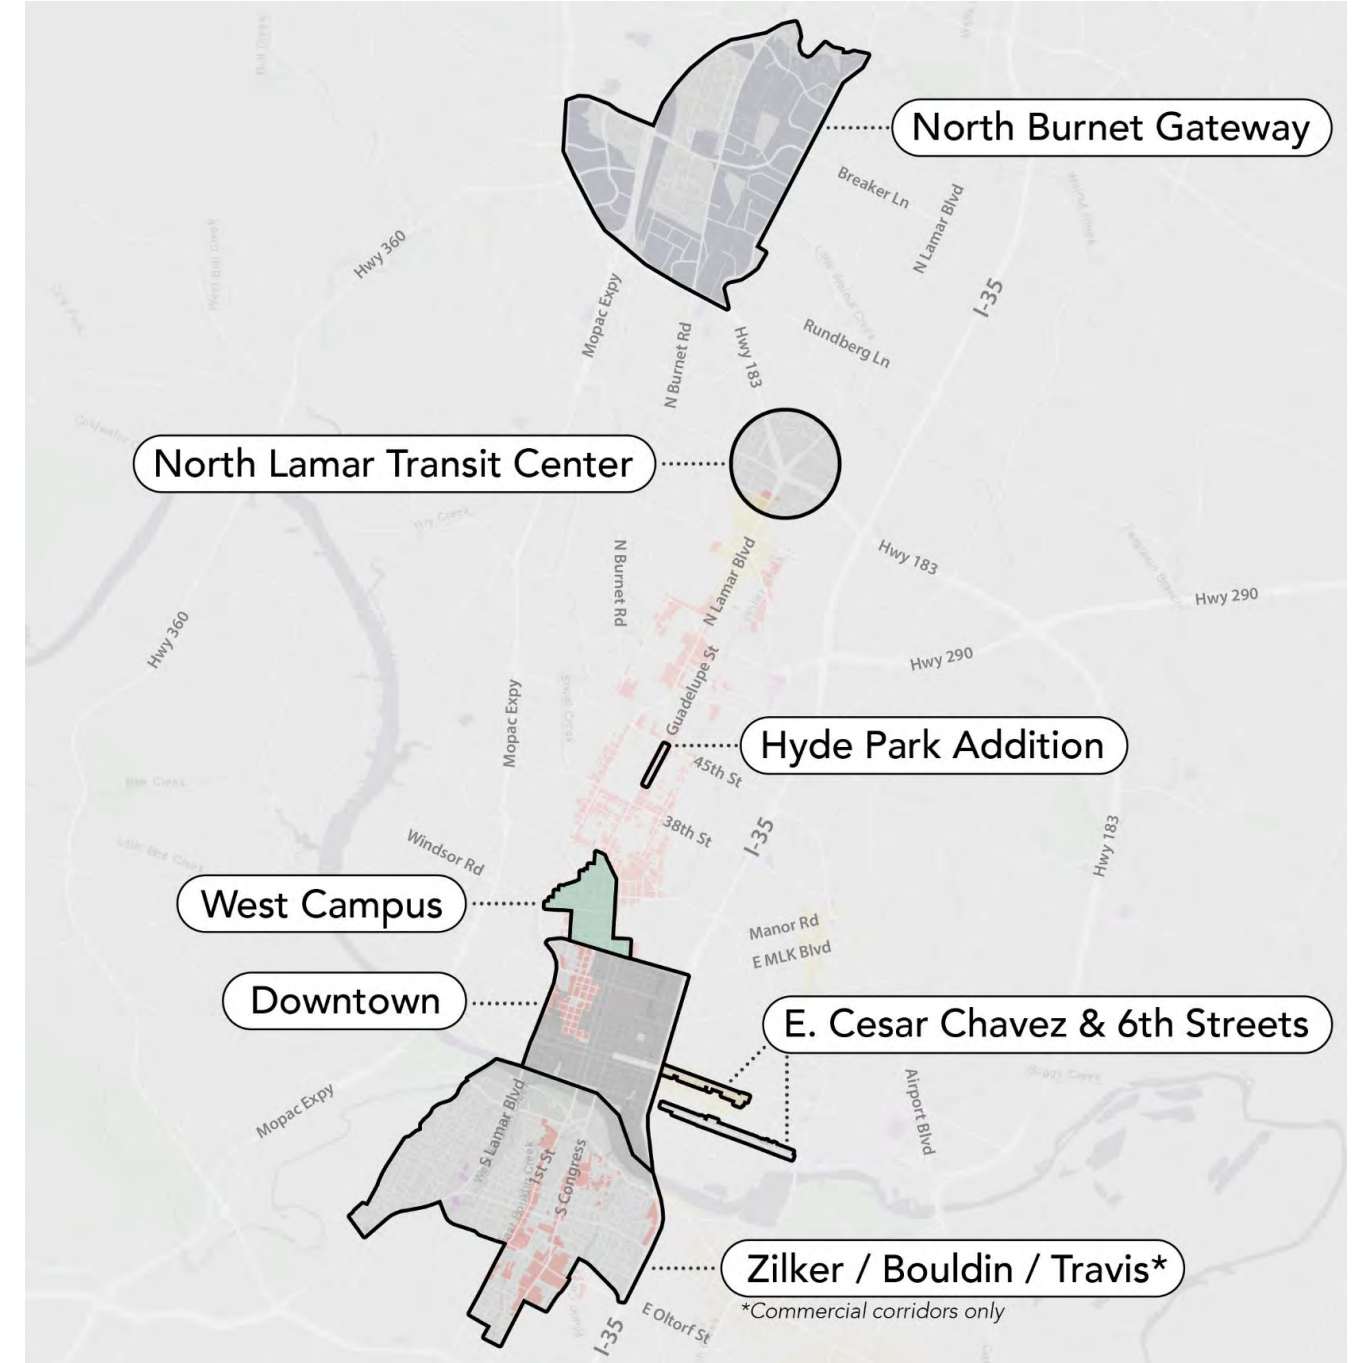 North Burnet Gateway
Breaker Ln
N Lamar Blvd
Hwy 360
I-35
Mopac Expy
N Burnet Rd
Hwy 183
Rundberg Ln
North Lamar Transit Center
N Burnet Rd
N Lamar Blvd
Hwy 183
Hwy 290
Hwy 360
Hwy 290
Guadelupe St
Mopac Expy
Hyde Park Addition
45th St
38th St
I-35
Hwy 183
Windsor Rd
West Campus
Manor Rd
E MLK Blvd
Downtown
E. Cesar Chavez & 6th Streets
Mopac Expy
Airport Blvd
S Lamar Blvd
1st St
S Congress
Zilker / Bouldin / Travis*
*Commercial corridors only
E Oltorf St
I-35